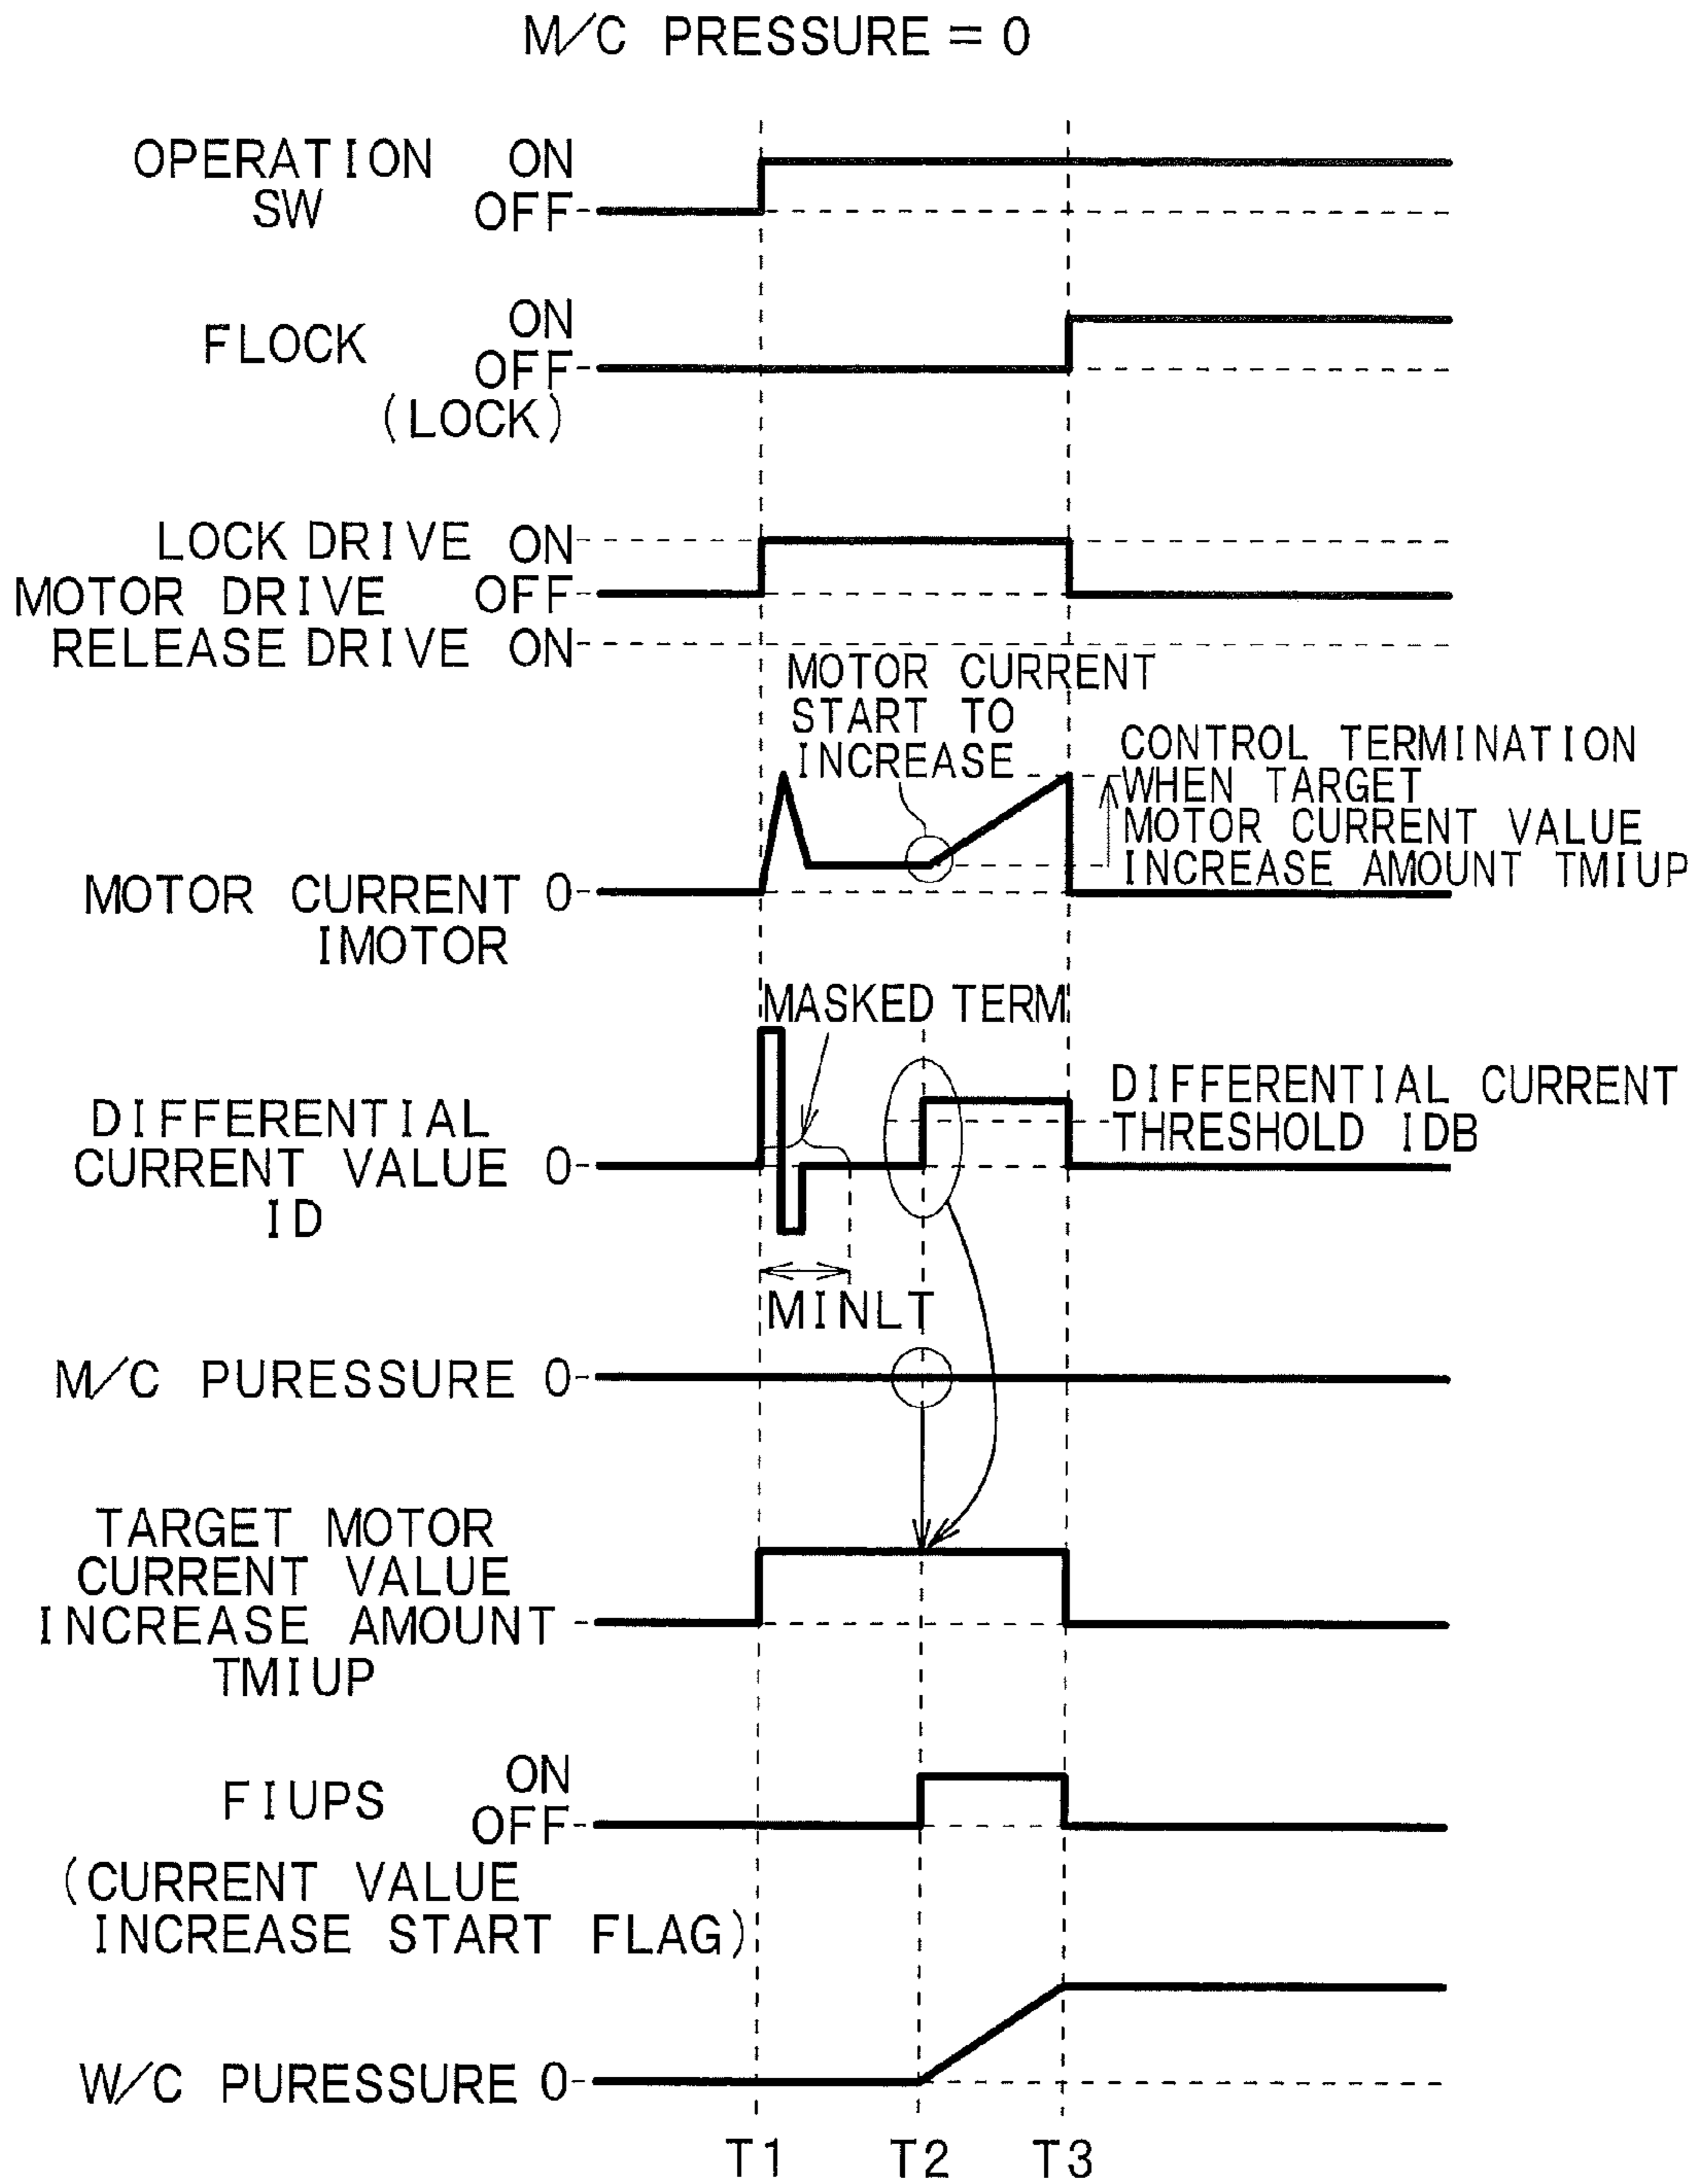 M/C PRESSURE = 0
OPERATION ON
SW OFF
ON
FLOCK
OFF
(LOCK)
LOCK DRIVE ON
MOTOR DRIVE OFF
RELEASE DRIVE ON
MOTOR CURRENT
START TO
INCREASE
CONTROL TERMINATION
WHEN TARGET
MOTOR CURRENT VALUE
INCREASE AMOUNT TMIUP
MOTOR CURRENT 0
IMOTOR
MASKED TERM
DIFFERENTIAL CURRENT
THRESHOLD IDB
DIFFERENTIAL
CURRENT VALUE 0
ID
MINLT
M/C PURESSURE 0
TARGET MOTOR
CURRENT VALUE
INCREASE AMOUNT
TMIUP
ON
FIUPS
OFF
(CURRENT VALUE
INCREASE START FLAG)
W/C PURESSURE 0
T1 T2 T3